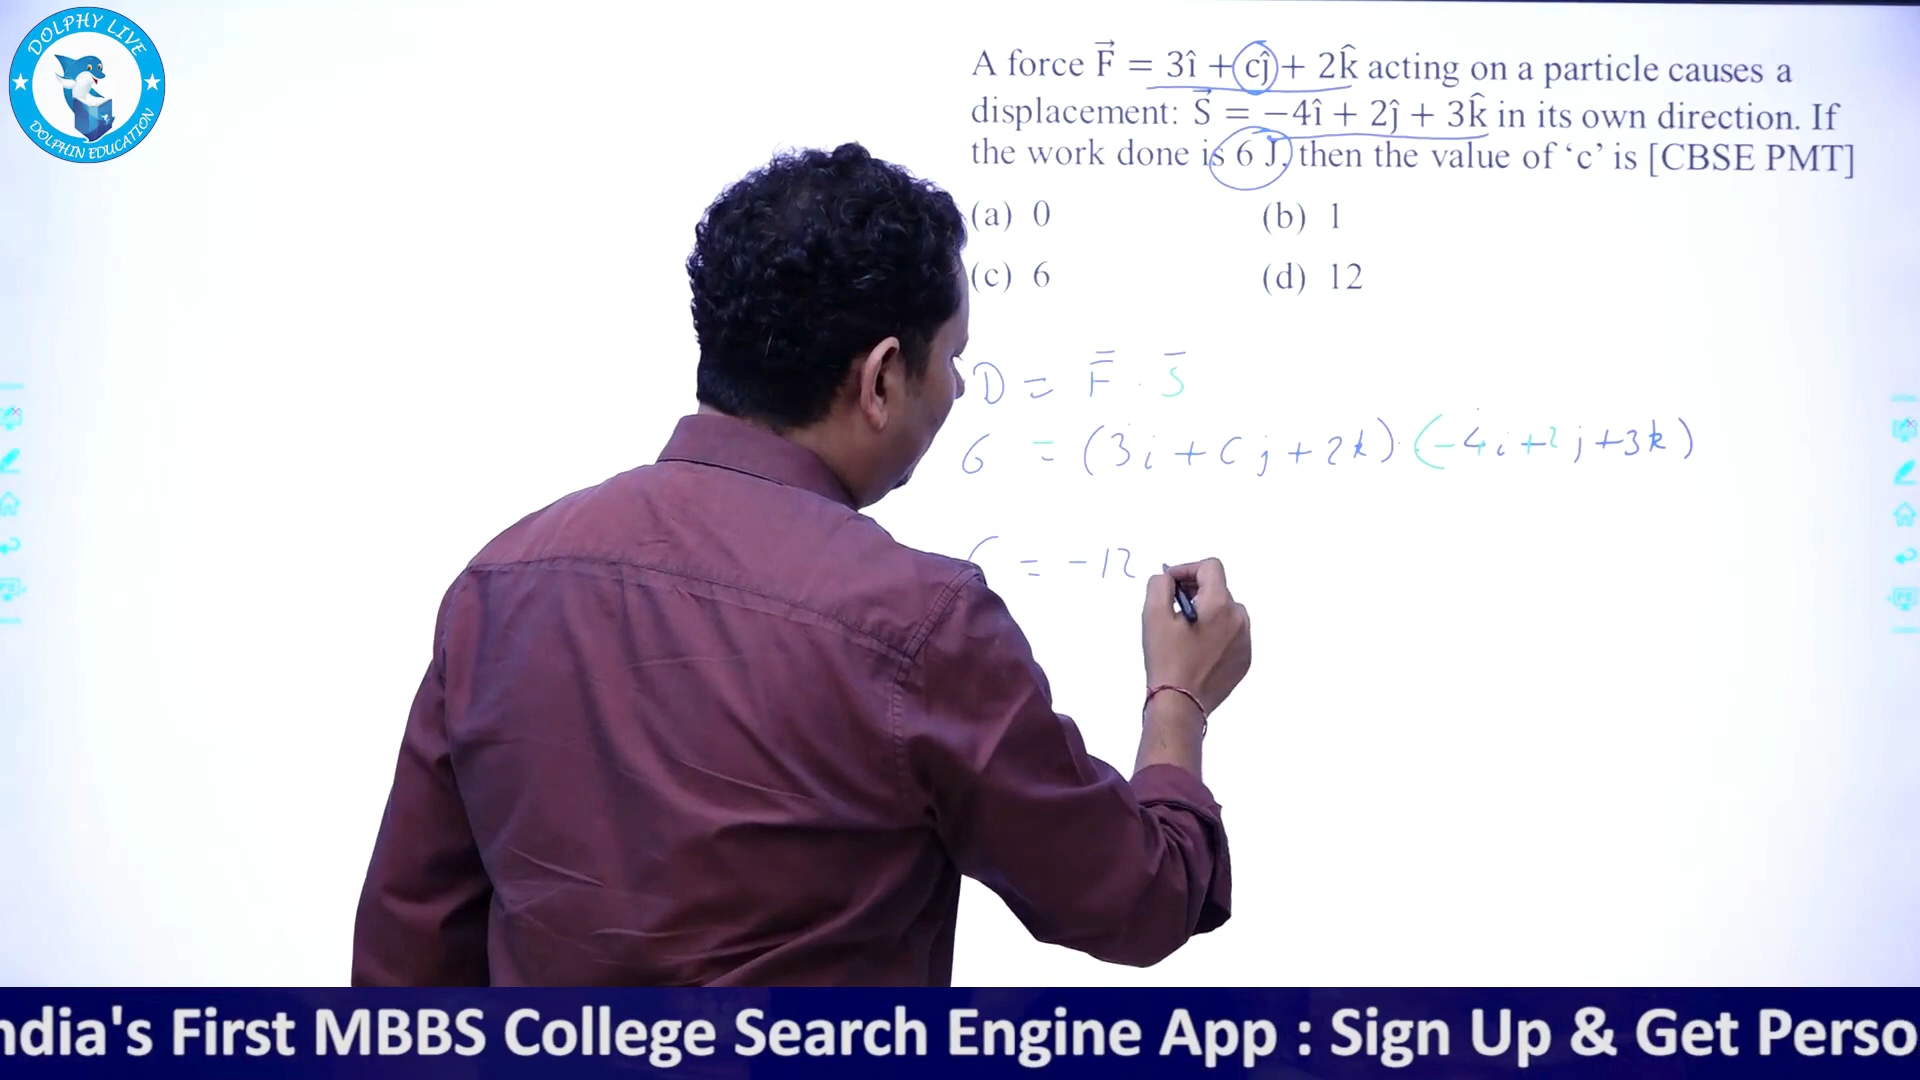 DOLPHY LIVE
DOLPHIN EDUCATION
A force F⃗ = 3î + cĵ + 2k̂ acting on a particle causes a
displacement: S⃗ = −4î + 2ĵ + 3k̂ in its own direction. If
the work done is 6 J, then the value of ‘c’ is [CBSE PMT]
(a) 0 (b) 1
(c) 6 (d) 12
= F̄ · S̄
6 = (3i + Cj + 2k) · (-4i + 2j + 3k)
6 = -12
ndia's First MBBS College Search Engine App : Sign Up & Get Perso